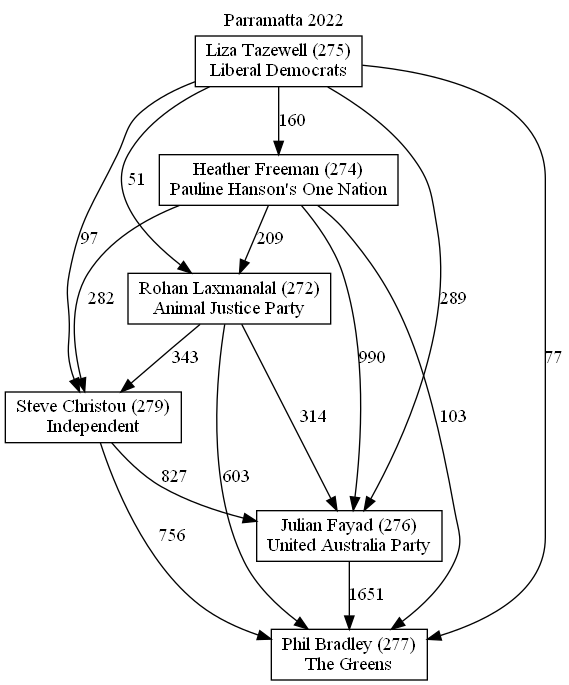 Parramatta 2022
Liza Tazewell (275)
Liberal Democrats
160
Heather Freeman (274)
Pauline Hanson's One Nation
51
97
209
282
289
Rohan Laxmanalal (272)
Animal Justice Party
343
990
77
Steve Christou (279)
Independent
314
103
827
603
756
Julian Fayad (276)
United Australia Party
1651
Phil Bradley (277)
The Greens